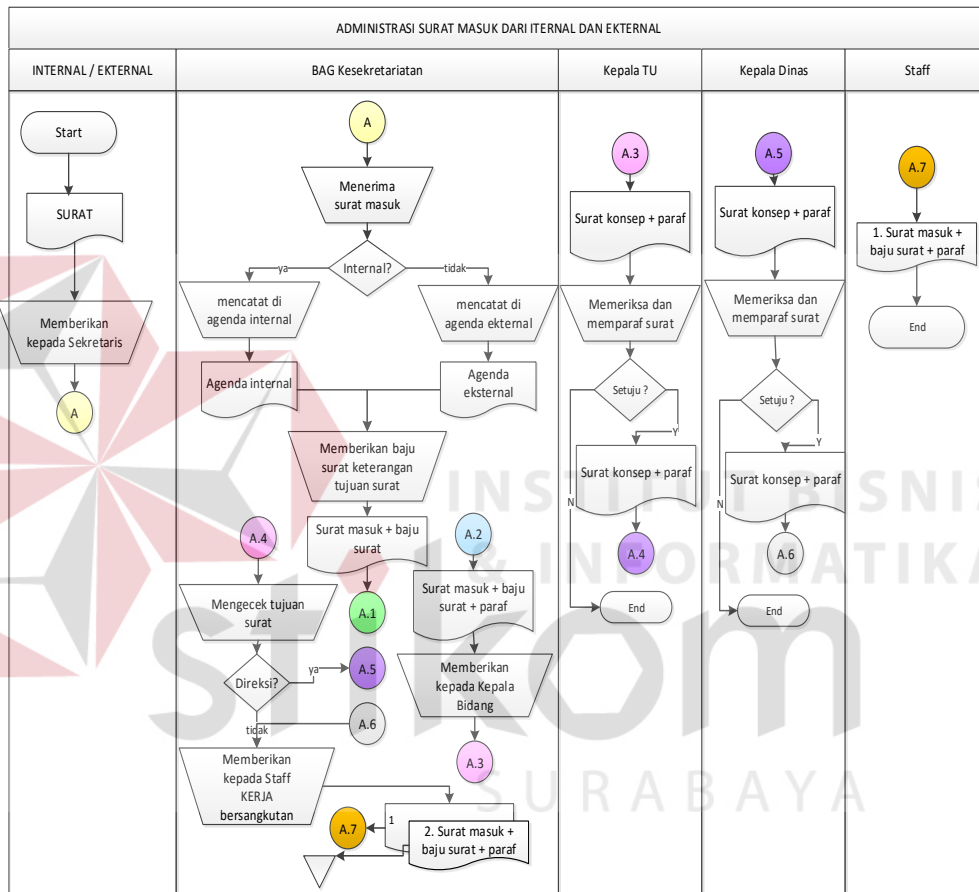 ADMINISTRASI SURAT MASUK DARI ITERNAL DAN EKTERNAL
INTERNAL / EKTERNAL
BAG Kesekretariatan
Kepala TU
Kepala Dinas
Staff
Start
SURAT
Memberikan
kepada Sekretaris
A
A
Menerima
surat masuk
Internal?
ya
tidak
mencatat di
agenda internal
mencatat di
agenda ekternal
Agenda internal
Agenda
eksternal
Memberikan baju
surat keterangan
tujuan surat
Surat masuk + baju
surat
A.1
A.4
Mengecek tujuan
surat
Direksi?
ya
A.5
A.6
tidak
Memberikan
kepada Staff
KERJA
bersangkutan
A.2
Surat masuk + baju
surat + paraf
Memberikan
kepada Kepala
Bidang
A.3
1
2. Surat masuk +
baju surat + paraf
A.7
A.3
Surat konsep + paraf
Memeriksa dan
memparaf surat
Setuju ?
Y
N
Surat konsep + paraf
A.4
End
A.5
Surat konsep + paraf
Memeriksa dan
memparaf surat
Setuju ?
Y
N
Surat konsep + paraf
A.6
End
A.7
1. Surat masuk +
baju surat + paraf
End
INSTITUT BISNIS
& INFORMATIKA
stikom
SURABAYA